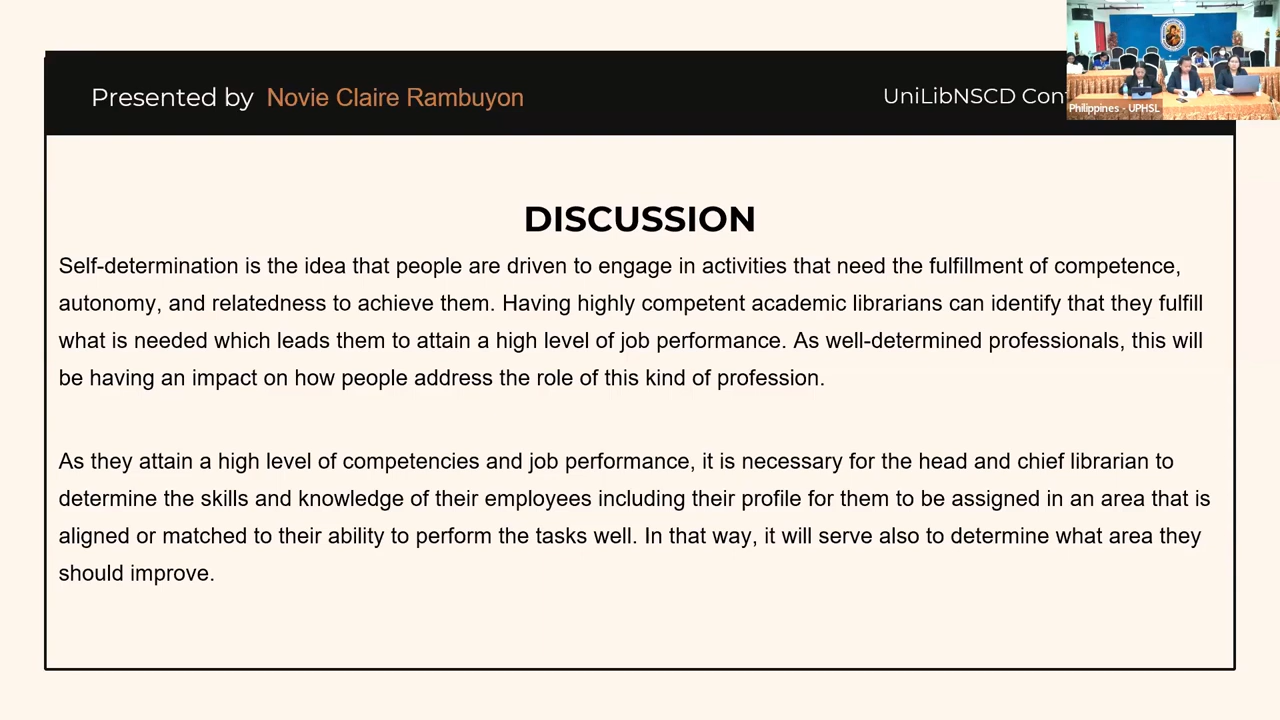 Presented by Novie Claire Rambuyon
UniLibNSCD
Philippines - UPHSL
DISCUSSION
Self-determination is the idea that people are driven to engage in activities that need the fulfillment of competence,
autonomy, and relatedness to achieve them. Having highly competent academic librarians can identify that they fulfill
what is needed which leads them to attain a high level of job performance. As well-determined professionals, this will
be having an impact on how people address the role of this kind of profession.
As they attain a high level of competencies and job performance, it is necessary for the head and chief librarian to
determine the skills and knowledge of their employees including their profile for them to be assigned in an area that is
aligned or matched to their ability to perform the tasks well. In that way, it will serve also to determine what area they
should improve.